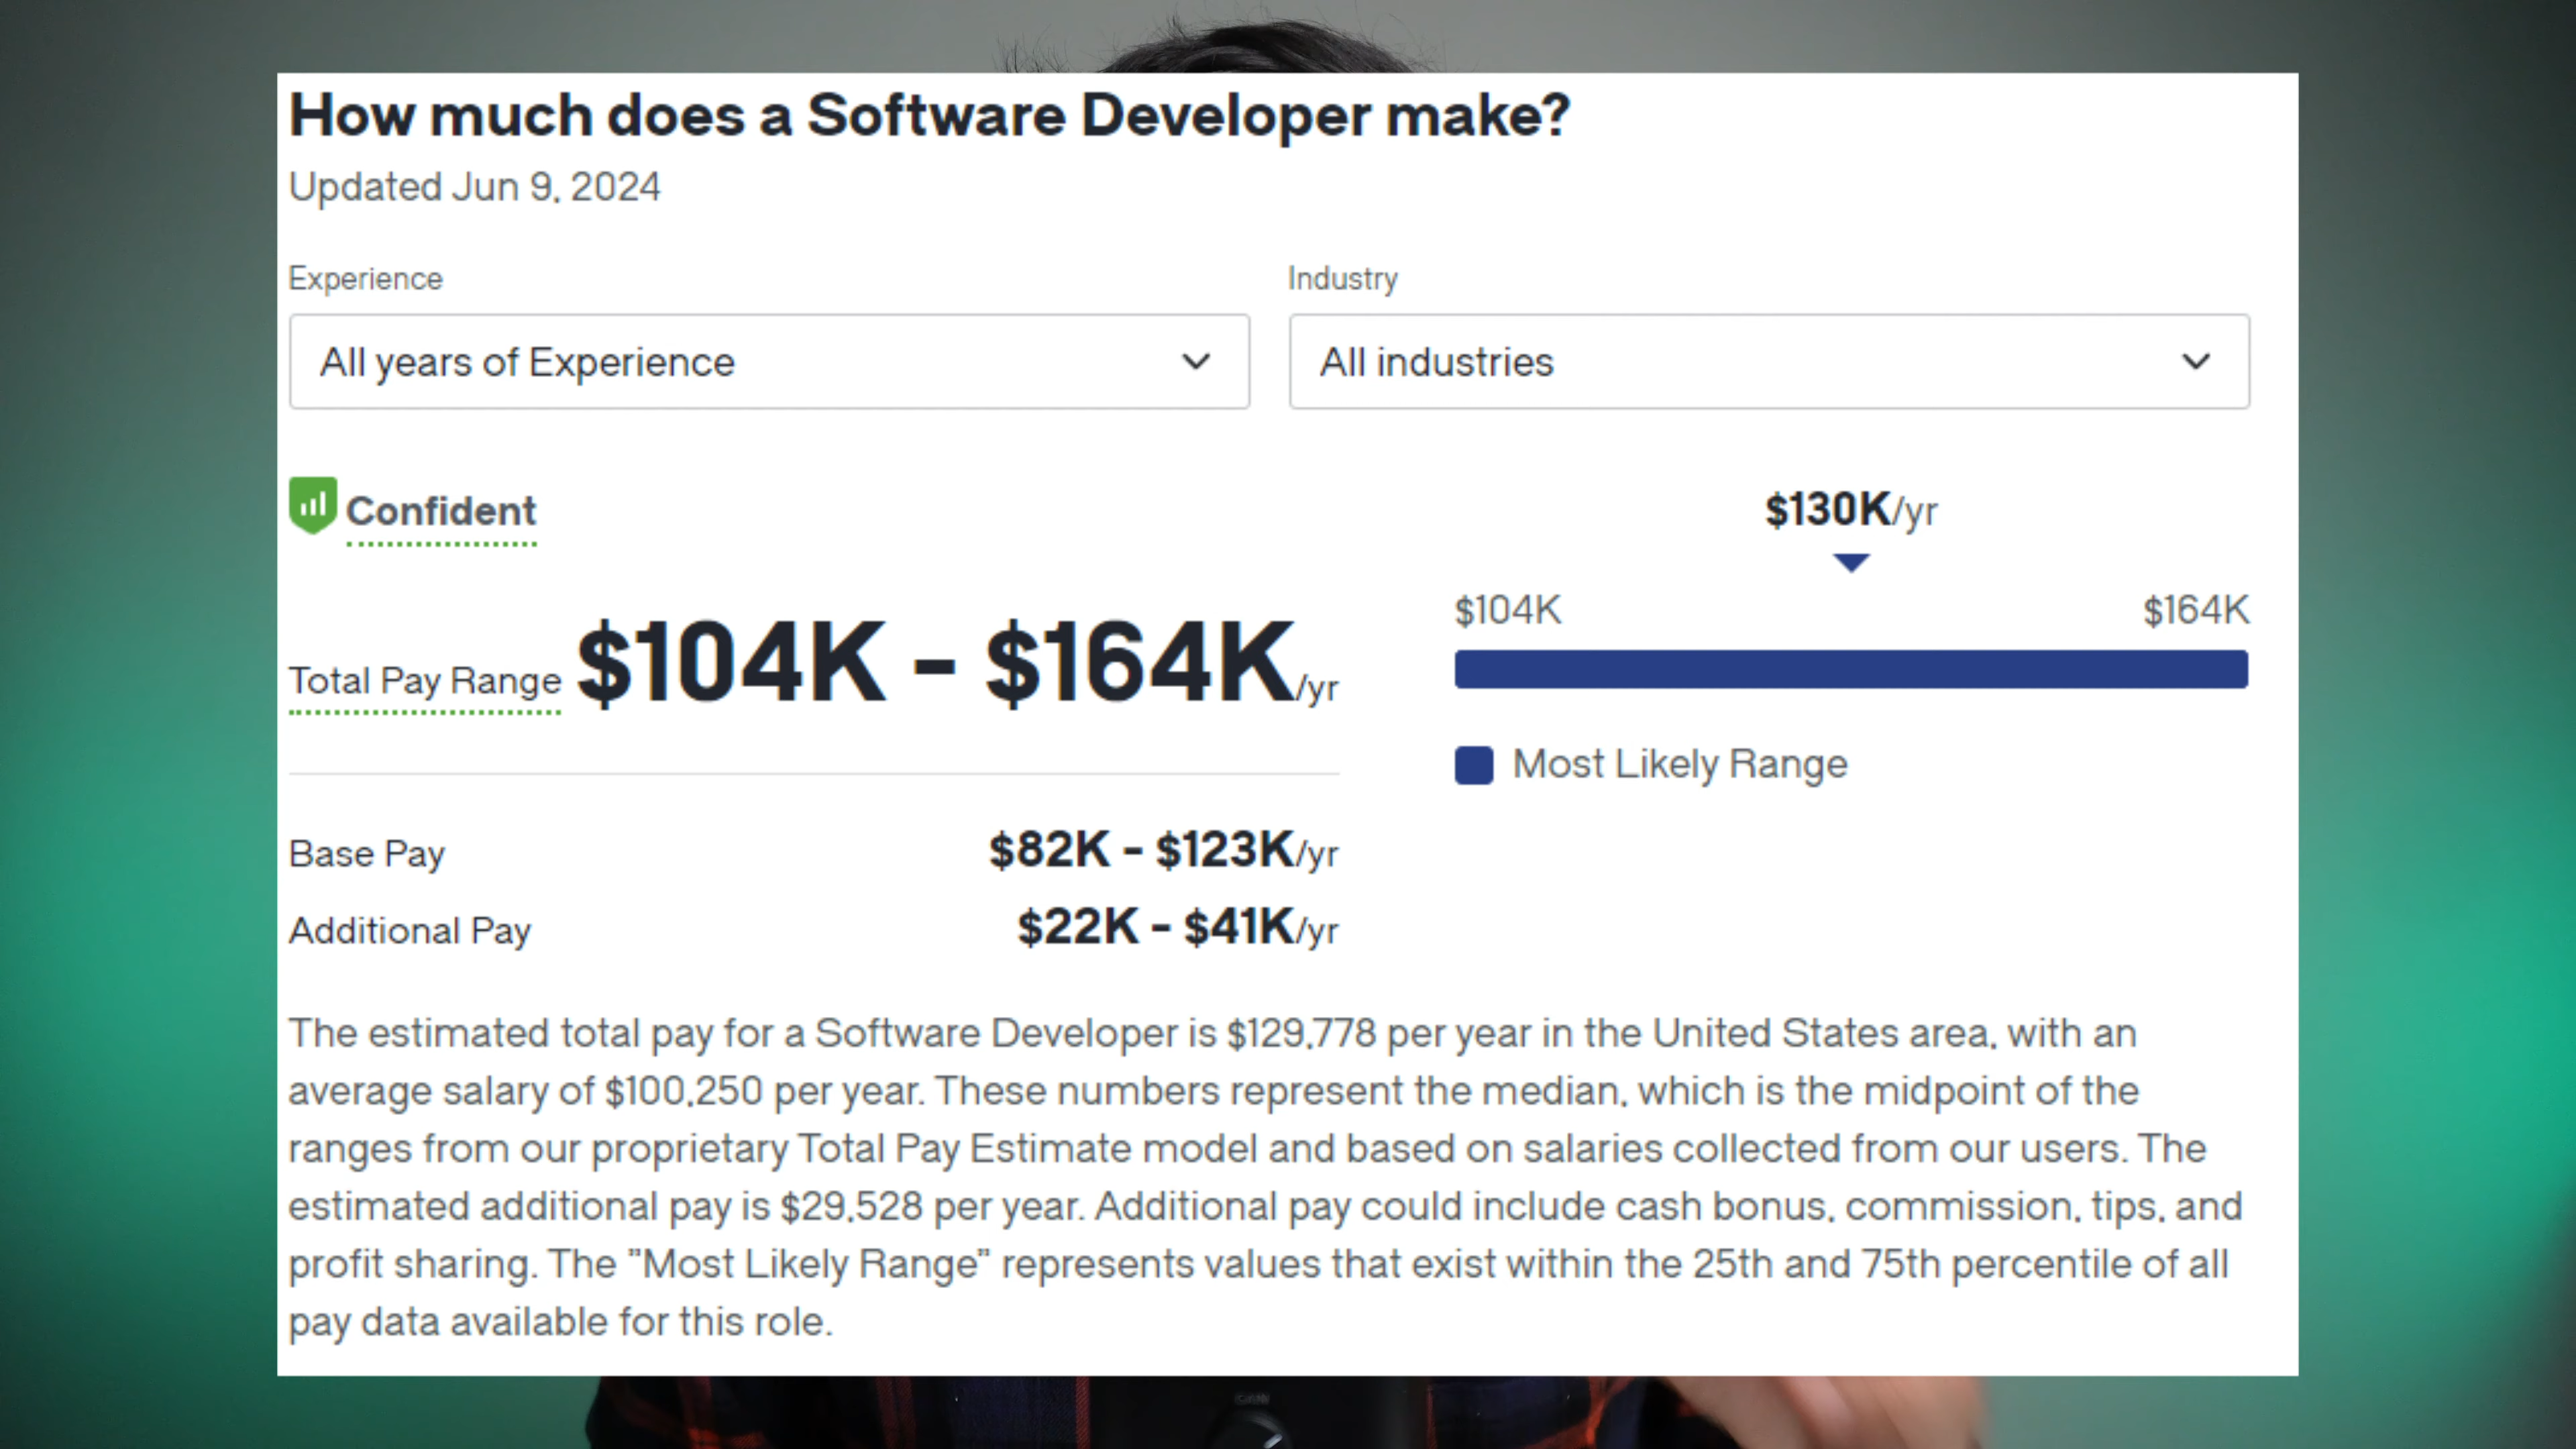 How much does a Software Developer make?
Updated Jun 9, 2024
Experience
Industry
All years of Experience
All industries
Confident
$130K/yr
$104K
$164K
Total Pay Range $104K - $164K/yr
Most Likely Range
Base Pay
$82K - $123K/yr
Additional Pay
$22K - $41K/yr
The estimated total pay for a Software Developer is $129,778 per year in the United States area, with an
average salary of $100,250 per year. These numbers represent the median, which is the midpoint of the
ranges from our proprietary Total Pay Estimate model and based on salaries collected from our users. The
estimated additional pay is $29,528 per year. Additional pay could include cash bonus, commission, tips, and
profit sharing. The "Most Likely Range" represents values that exist within the 25th and 75th percentile of all
pay data available for this role.
GAIN